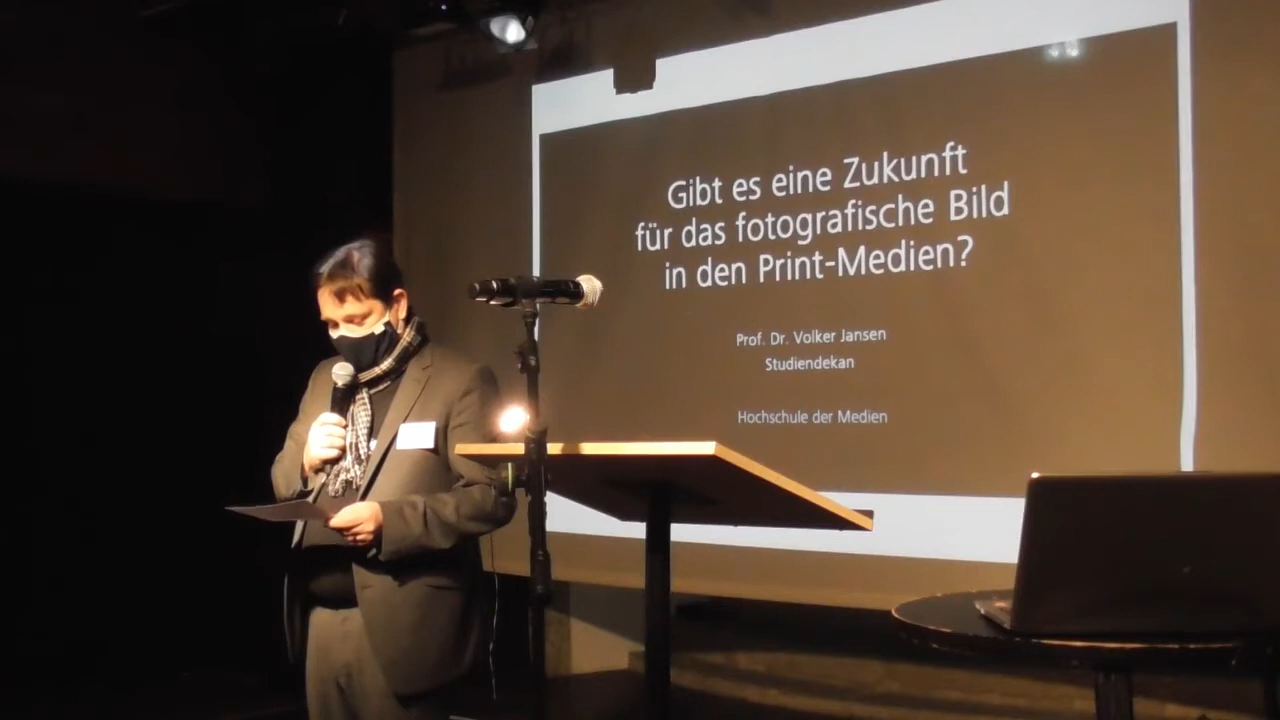 Gibt es eine Zukunft
für das fotografische Bild
in den Print-Medien?
Prof. Dr. Volker Jansen
Studiendekan
Hochschule der Medien